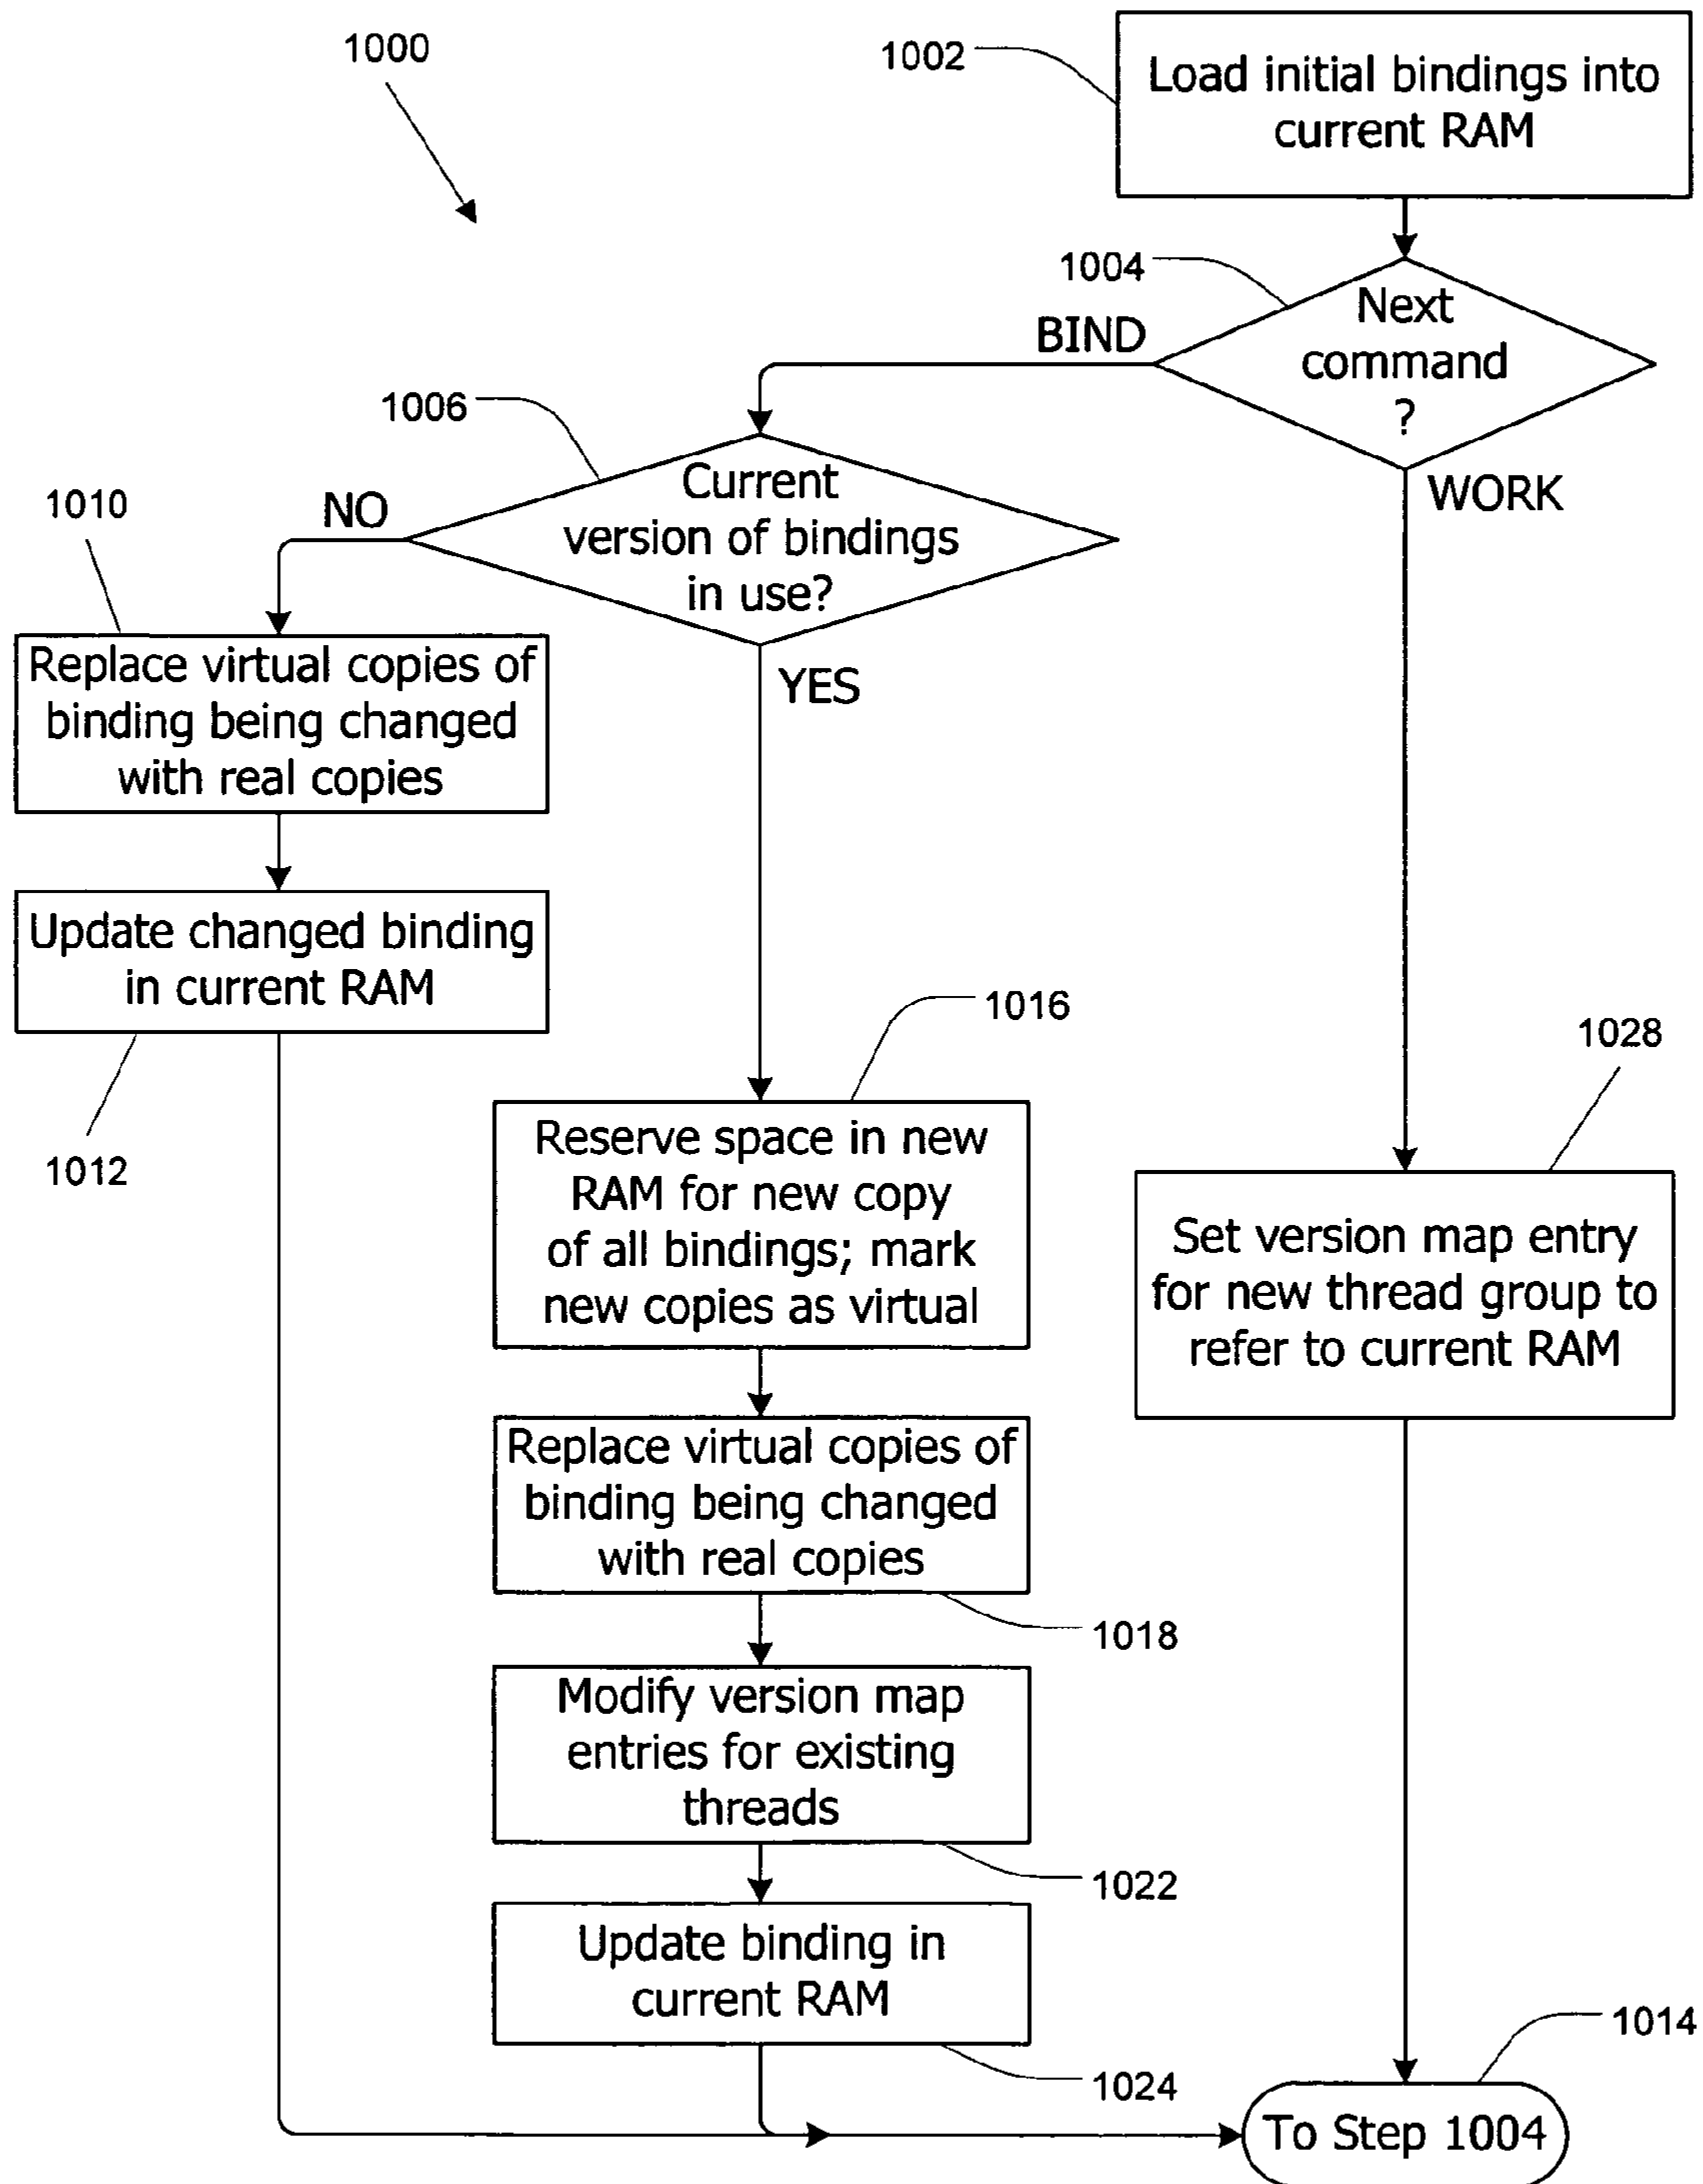 1000
1002
Load initial bindings into
current RAM
1004
Next
command
?
BIND
WORK
1006
Current
version of bindings
in use?
NO
YES
1010
Replace virtual copies of
binding being changed
with real copies
Update changed binding
in current RAM
1012
1016
Reserve space in new
RAM for new copy
of all bindings; mark
new copies as virtual
1028
Set version map entry
for new thread group to
refer to current RAM
Replace virtual copies of
binding being changed
with real copies
1018
Modify version map
entries for existing
threads
1022
Update binding in
current RAM
1024
1014
To Step 1004